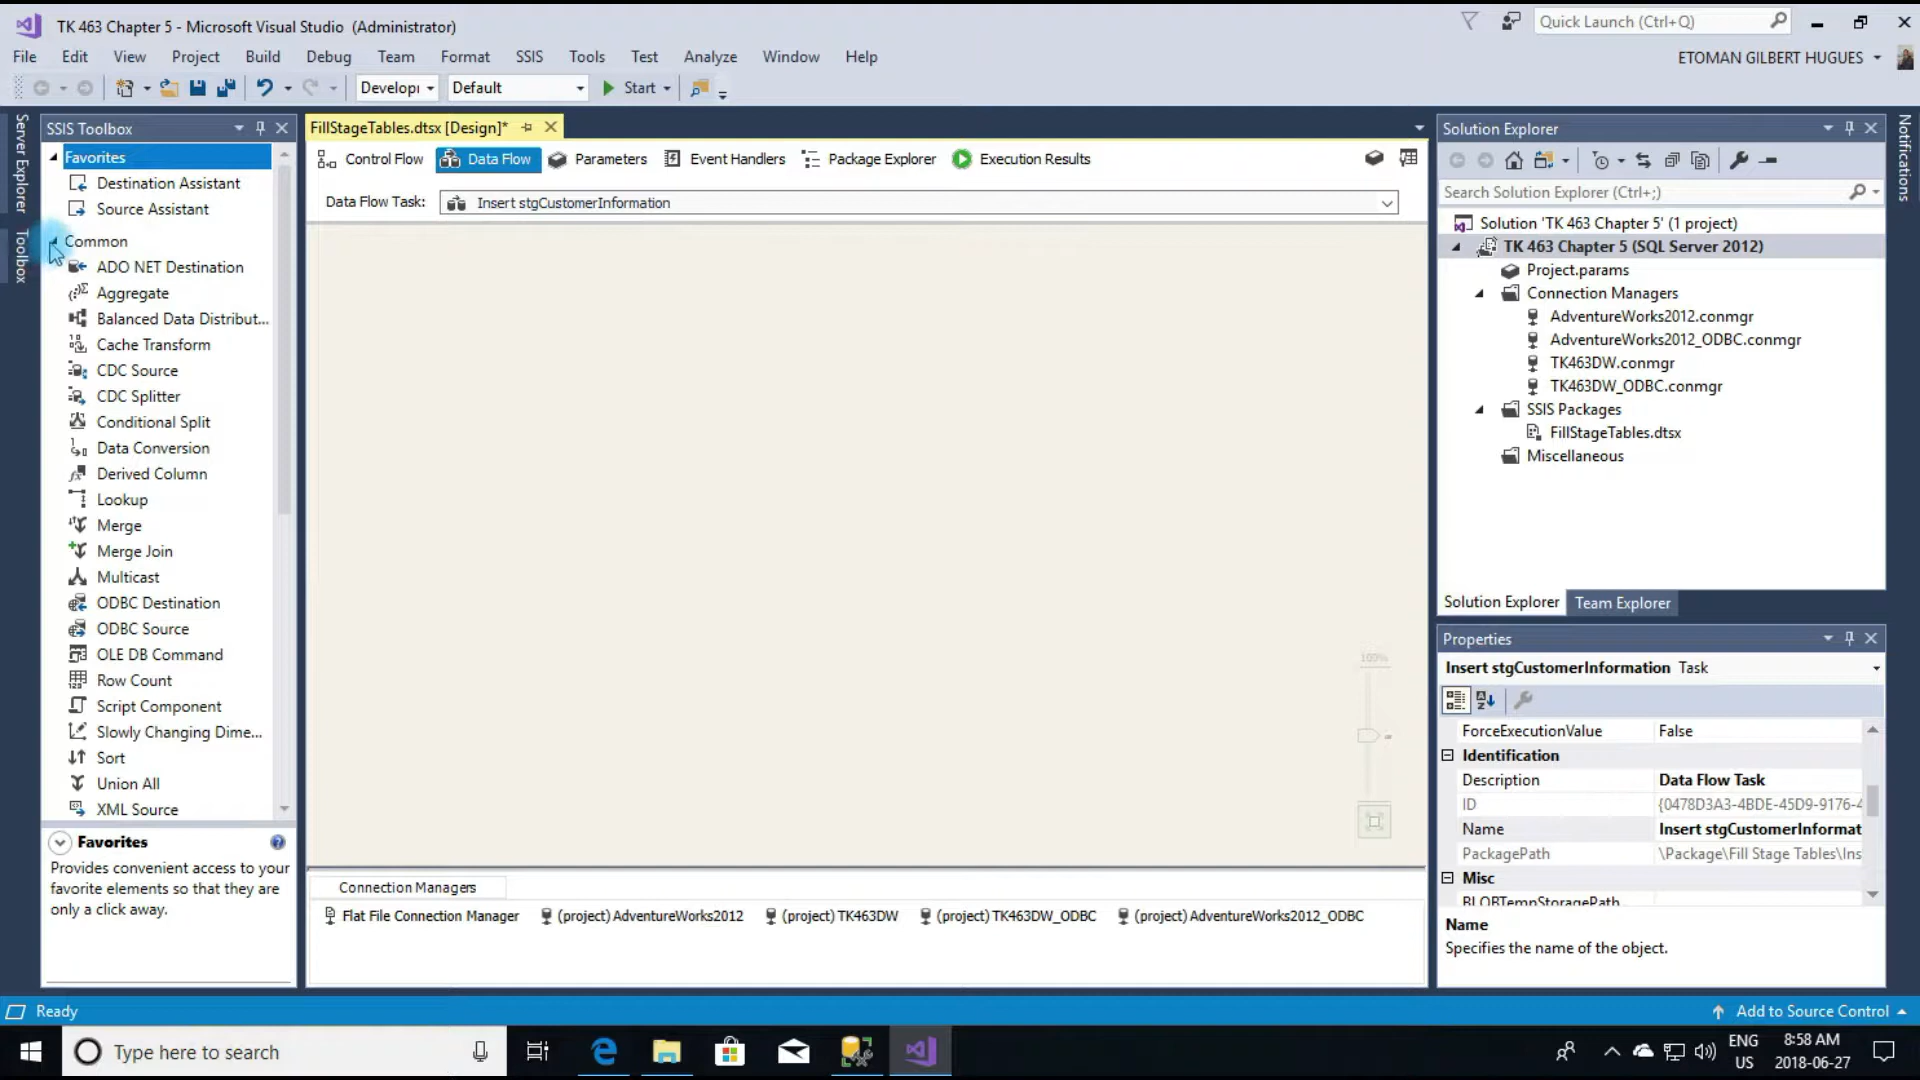 TK 463 Chapter 5 - Microsoft Visual Studio (Administrator)
Quick Launch (Ctrl+Q)
File Edit View Project Build Debug Team Format SSIS Tools Test Analyze Window Help
ETOMAN GILBERT HUGUES
Develop Default Start
Server Explorer
Toolbox
SSIS Toolbox
Favorites
Destination Assistant
Source Assistant
Common
ADO NET Destination
Aggregate
Balanced Data Distribut...
Cache Transform
CDC Source
CDC Splitter
Conditional Split
Data Conversion
Derived Column
Lookup
Merge
Merge Join
Multicast
ODBC Destination
ODBC Source
OLE DB Command
Row Count
Script Component
Slowly Changing Dime...
Sort
Union All
XML Source
Favorites
Provides convenient access to your
favorite elements so that they are
only a click away.
FillStageTables.dtsx [Design]*
Control Flow Data Flow Parameters Event Handlers Package Explorer Execution Results
Data Flow Task: Insert stgCustomerInformation
100%
Connection Managers
Flat File Connection Manager (project) AdventureWorks2012 (project) TK463DW (project) TK463DW_ODBC (project) AdventureWorks2012_ODBC
Solution Explorer
Search Solution Explorer (Ctrl+;)
Solution 'TK 463 Chapter 5' (1 project)
TK 463 Chapter 5 (SQL Server 2012)
Project.params
Connection Managers
AdventureWorks2012.conmgr
AdventureWorks2012_ODBC.conmgr
TK463DW.conmgr
TK463DW_ODBC.conmgr
SSIS Packages
FillStageTables.dtsx
Miscellaneous
Solution Explorer Team Explorer
Properties
Insert stgCustomerInformation Task
ForceExecutionValue False
Identification
Description Data Flow Task
ID {0478D3A3-4BDE-45D9-9176-4
Name Insert stgCustomerInformat
PackagePath \Package\Fill Stage Tables\Ins
Misc
BLOBTempStoragePath
Name
Specifies the name of the object.
Notifications
Ready
Add to Source Control
Type here to search
ENG
US
8:58 AM
2018-06-27